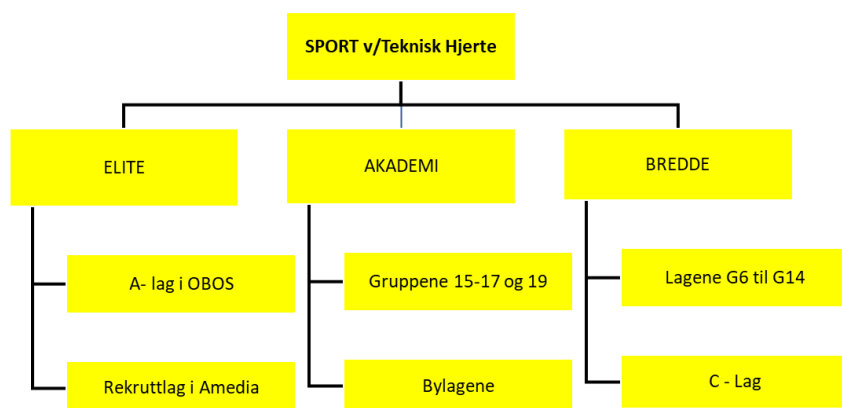 SPORT v/Teknisk Hjerte
ELITE
AKADEMI
BREDDE
A- lag i OBOS
Gruppene 15-17 og 19
Lagene G6 til G14
Rekruttlag i Amedia
Bylagene
C - Lag